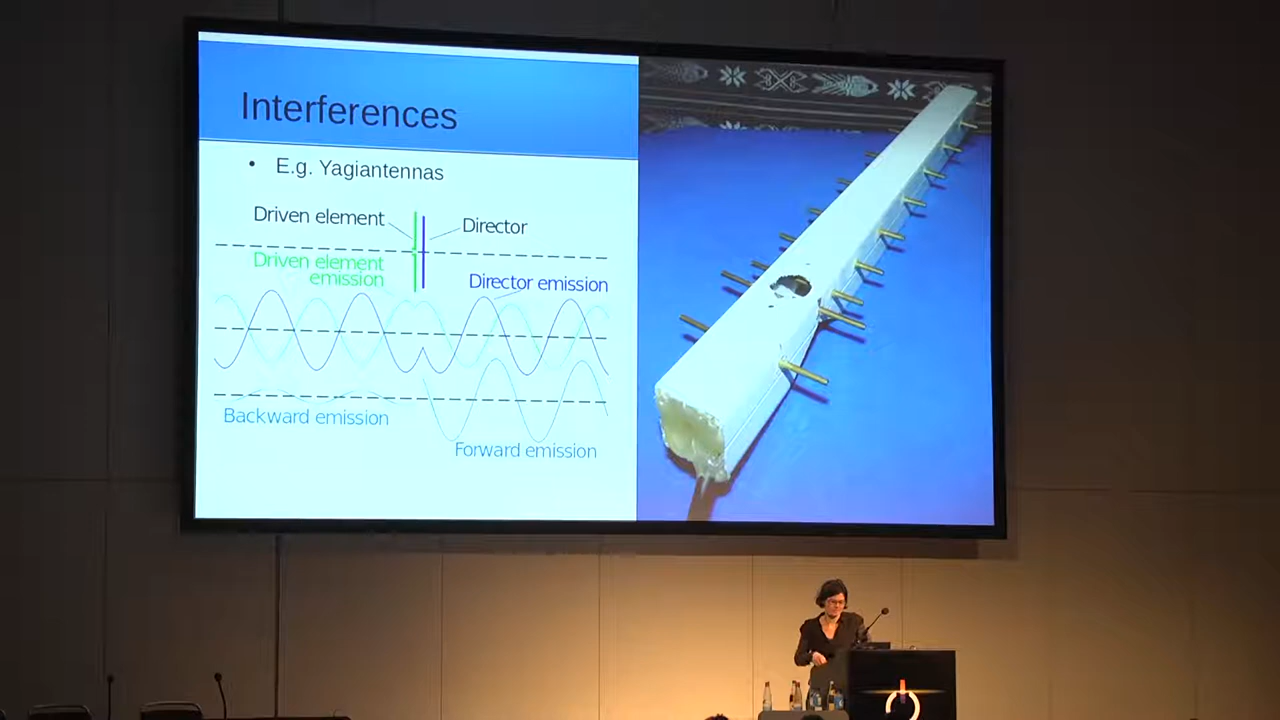 Interferences
• E.g. Yagiantennas
Driven element
Director
Driven element
emission
Director emission
Backward emission
Forward emission